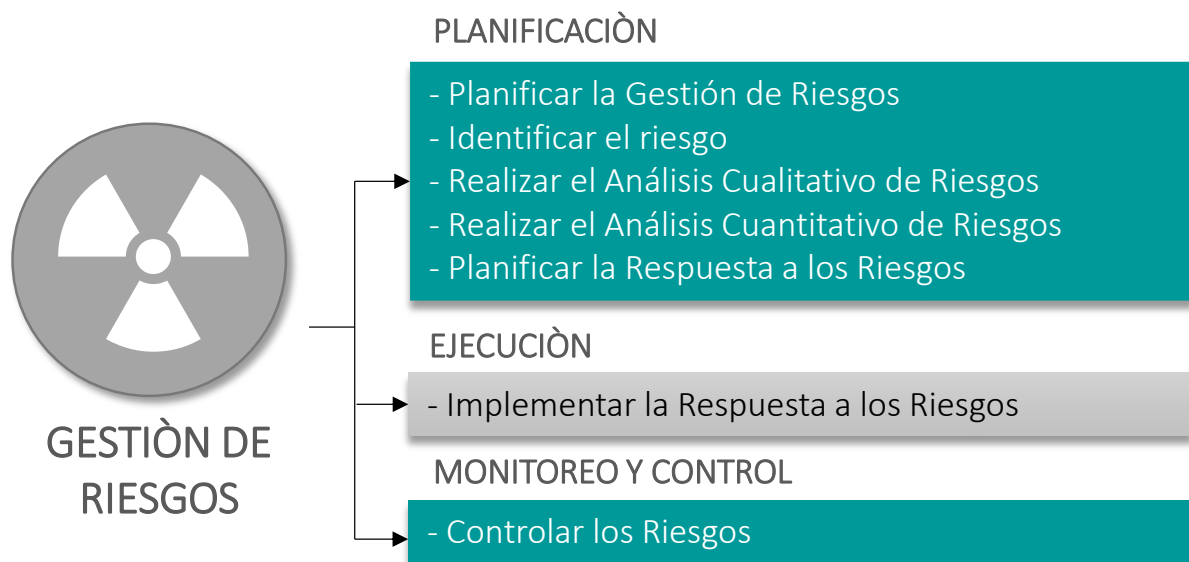 PLANIFICACIÒN
- Planificar la Gestión de Riesgos
- Identificar el riesgo
- Realizar el Análisis Cualitativo de Riesgos
- Realizar el Análisis Cuantitativo de Riesgos
- Planificar la Respuesta a los Riesgos
EJECUCIÒN
- Implementar la Respuesta a los Riesgos
GESTIÒN DE
RIESGOS
MONITOREO Y CONTROL
- Controlar los Riesgos